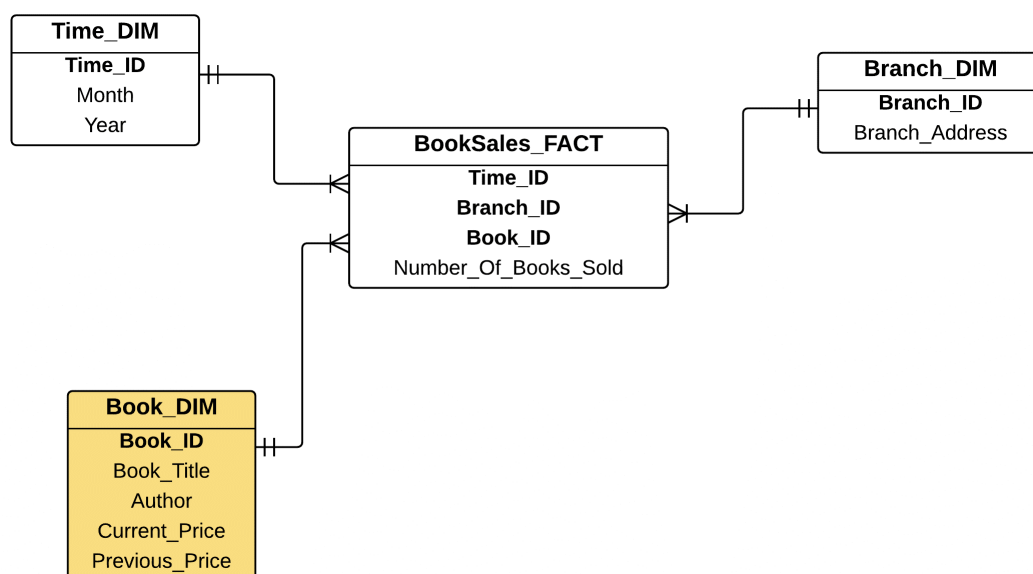 Time_DIM
Time_ID
Month
Year
Branch_DIM
Branch_ID
Branch_Address
BookSales_FACT
Time_ID
Branch_ID
Book_ID
Number_Of_Books_Sold
Book_DIM
Book_ID
Book_Title
Author
Current_Price
Previous_Price